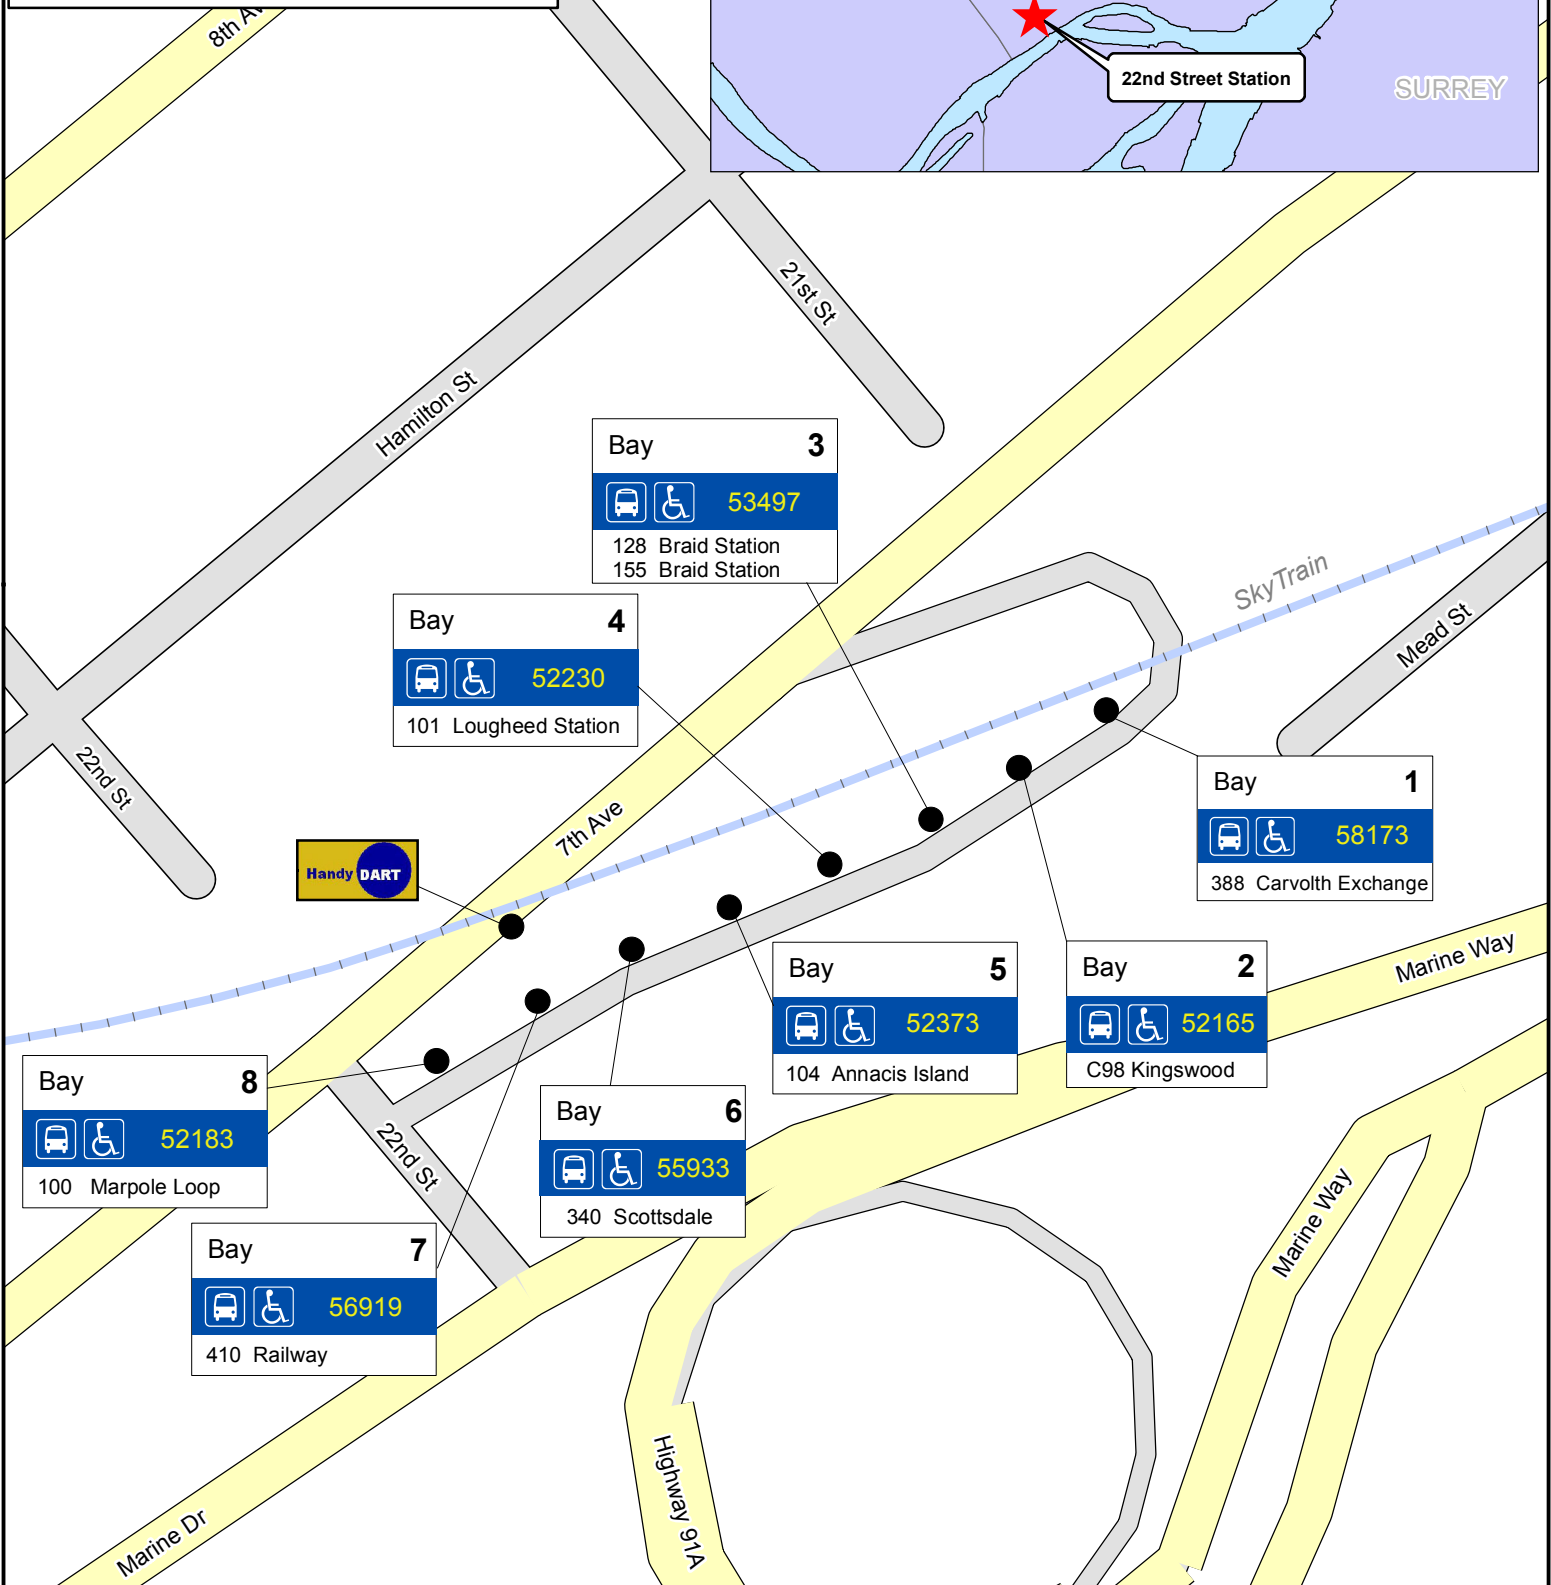 8th Av
22nd Street Station
SURREY
21st St
Hamilton St
Bay 3
53497
128 Braid Station
155 Braid Station
SkyTrain
Mead St
Bay 4
52230
101 Lougheed Station
22nd St
7th Ave
Handy DART
Bay 1
58173
388 Carvolth Exchange
Marine Way
Bay 5
52373
104 Annacis Island
Bay 2
52165
C98 Kingswood
Bay 8
52183
100 Marpole Loop
22nd St
Bay 6
55933
340 Scottsdale
Marine Way
Bay 7
56919
410 Railway
Highway 91A
Marine Dr